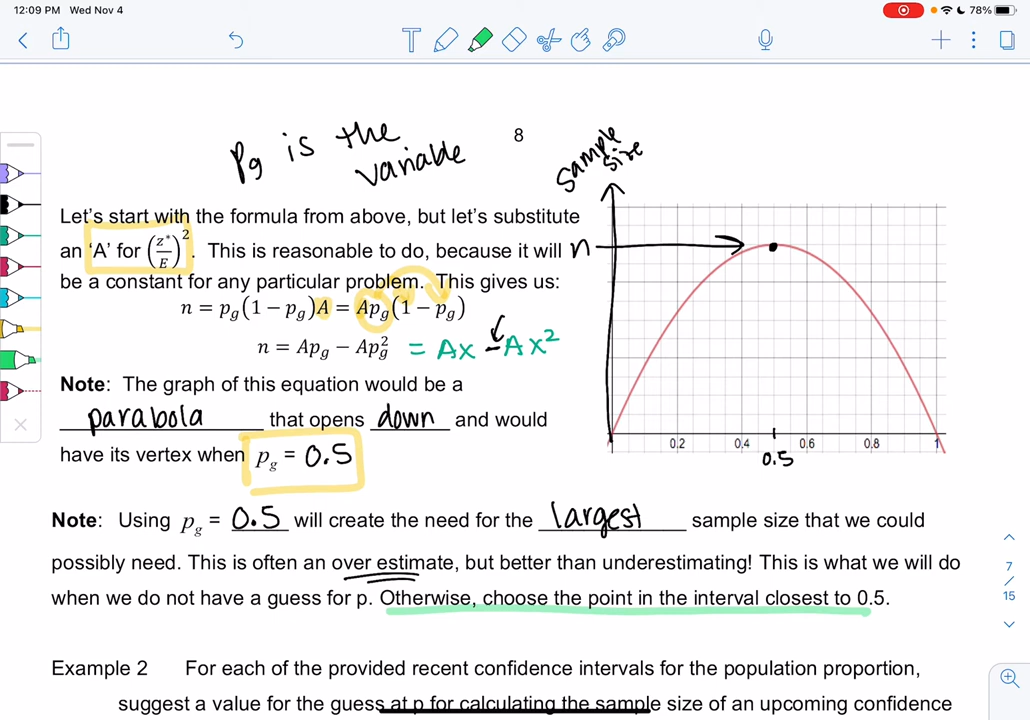 12:09 PM Wed Nov 4
78%
T
8
pg is the
variable
sample
size
Let's start with the formula from above, but let's substitute
an 'A' for (z*/E)². This is reasonable to do, because it will
n
be a constant for any particular problem. This gives us:
n = pg(1 − pg)A = Apg(1 − pg)
n = Apg − Apg² = Ax − Ax²
Note: The graph of this equation would be a
parabola that opens down and would
have its vertex when pg = 0.5
0.2 0.4 0.6 0.8 1
0.5
Note: Using pg = 0.5 will create the need for the largest sample size that we could
possibly need. This is often an over estimate, but better than underestimating! This is what we will do
when we do not have a guess for p. Otherwise, choose the point in the interval closest to 0.5.
7
/
15
Example 2 For each of the provided recent confidence intervals for the population proportion,
suggest a value for the guess at p for calculating the sample size of an upcoming confidence